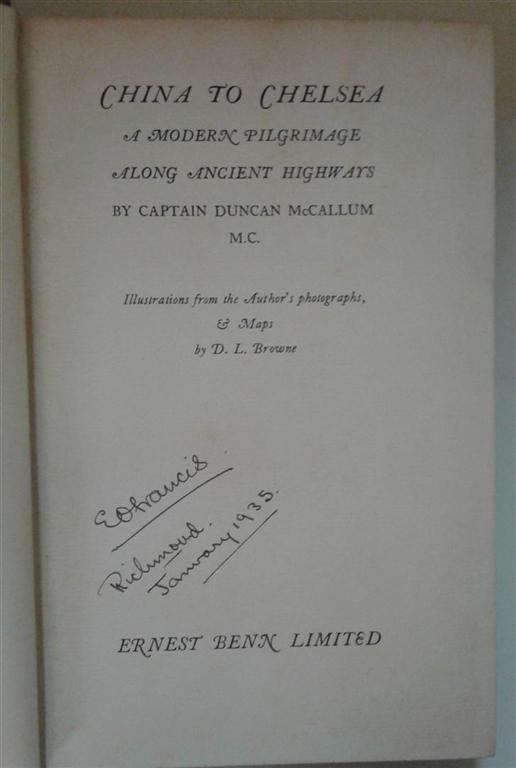 CHINA TO CHELSEA
A MODERN PILGRIMAGE
ALONG ANCIENT HIGHWAYS
BY CAPTAIN DUNCAN McCALLUM
M.C.
Illustrations from the Author's photographs,
& Maps
by D. L. Browne
E O Francis.
Richmond.
January 1935.
ERNEST BENN LIMITED